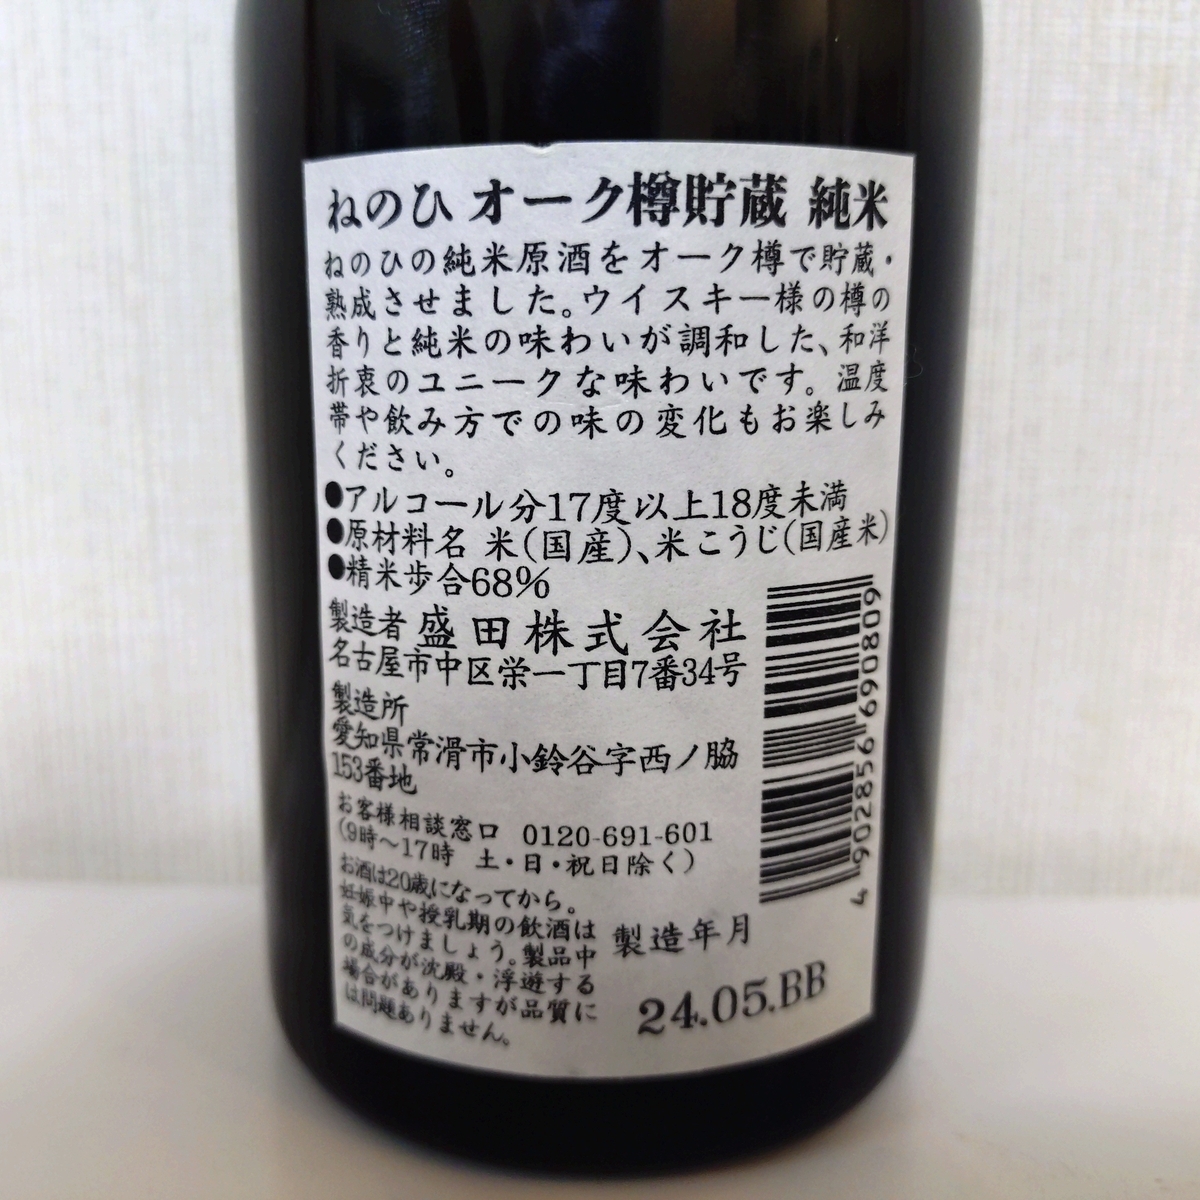 ねのひ オーク樽貯蔵 純米
ねのひの純米原酒をオーク樽で貯蔵・
熟成させました。ウイスキー様の樽の
香りと純米の味わいが調和した、和洋
折衷のユニークな味わいです。温度
帯や飲み方での味の変化もお楽しみ
ください。
●アルコール分17度以上18度未満
●原材料名 米(国産)、米こうじ(国産米)
●精米歩合68%
製造者 盛田株式会社
名古屋市中区栄一丁目7番34号
製造所
愛知県常滑市小鈴谷字西ノ脇
153番地
お客様相談窓口 0120-691-601
(9時〜17時 土・日・祝日除く)
お酒は20歳になってから。
妊娠中や授乳期の飲酒は
気をつけましょう。製品中
の成分が沈殿・浮遊する
場合がありますが品質に
は問題ありません。
製造年月
24.05.BB
4 902856 690809